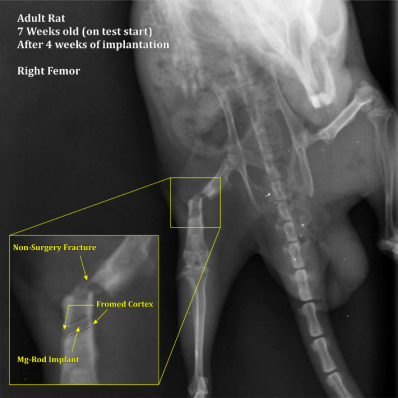 Adult Rat
7 Weeks old (on test start)
After 4 weeks of implantation
Right Femor
Non-Surgery Fracture
Fromed Cortex
Mg-Rod Implant